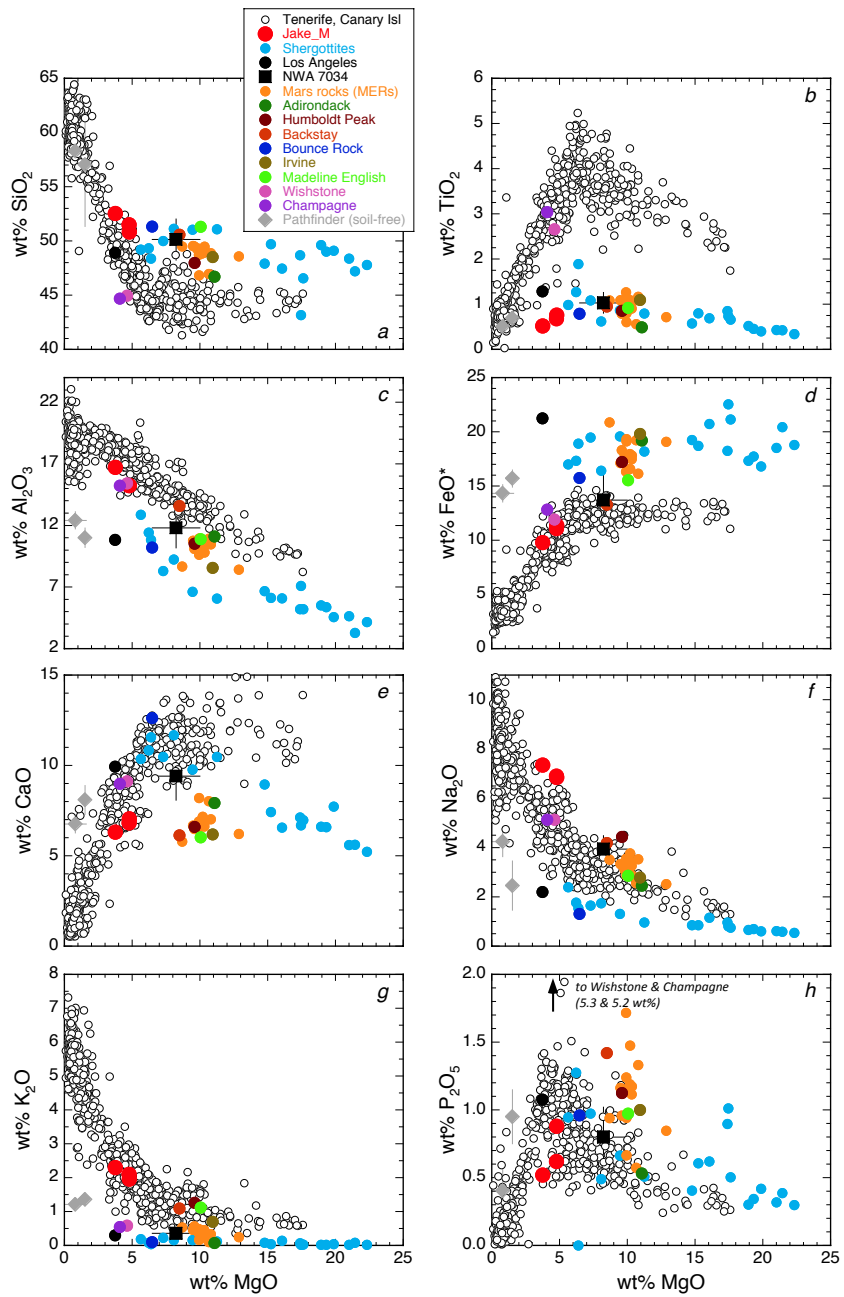 Tenerife, Canary Isl
Jake_M
Shergottites
Los Angeles
NWA 7034
Mars rocks (MERs)
Adirondack
Humboldt Peak
Backstay
Bounce Rock
Irvine
Madeline English
Wishstone
Champagne
Pathfinder (soil-free)
65
60
55
50
45
40
wt% SiO₂
a
6
5
4
3
2
1
0
wt% TiO₂
b
22
18
14
10
6
2
wt% Al₂O₃
c
25
20
15
10
5
0
wt% FeO*
d
15
10
5
0
wt% CaO
e
10
8
6
4
2
0
wt% Na₂O
f
8
7
6
5
4
3
2
1
0
wt% K₂O
g
0 5 10 15 20 25
wt% MgO
2.0
1.5
1.0
0.5
0.0
wt% P₂O₅
to Wishstone & Champagne
(5.3 & 5.2 wt%)
h
0 5 10 15 20 25
wt% MgO